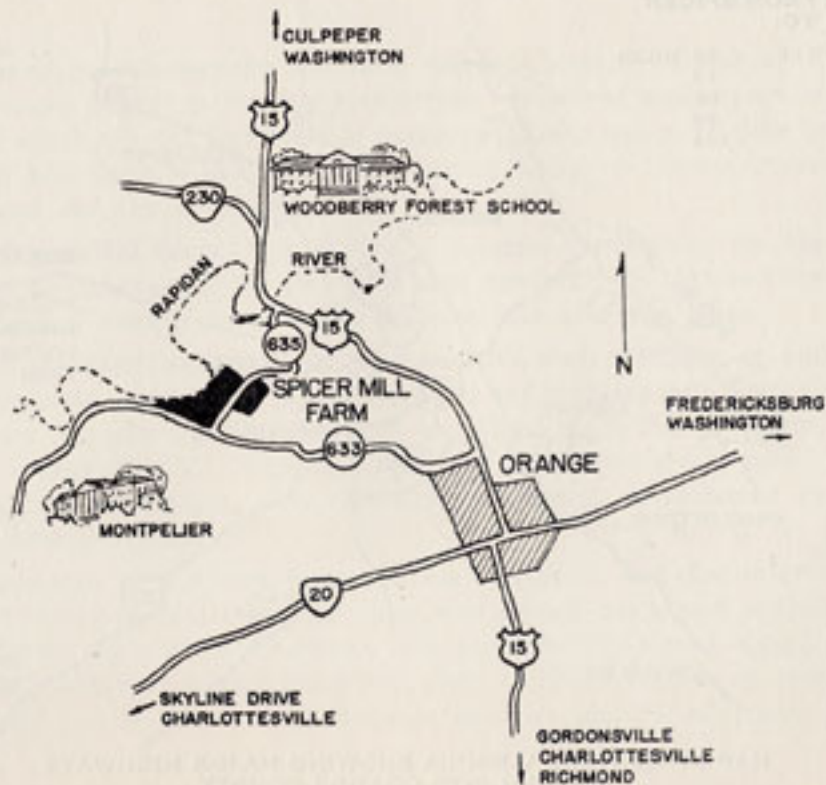 CULPEPER
WASHINGTON
15
230
WOODBERRY FOREST SCHOOL
RAPIDAN
RIVER
15
635
N
SPICER MILL
FARM
FREDERICKSBURG
WASHINGTON
633
ORANGE
MONTPELIER
20
15
SKYLINE DRIVE
CHARLOTTESVILLE
GORDONSVILLE
CHARLOTTESVILLE
RICHMOND